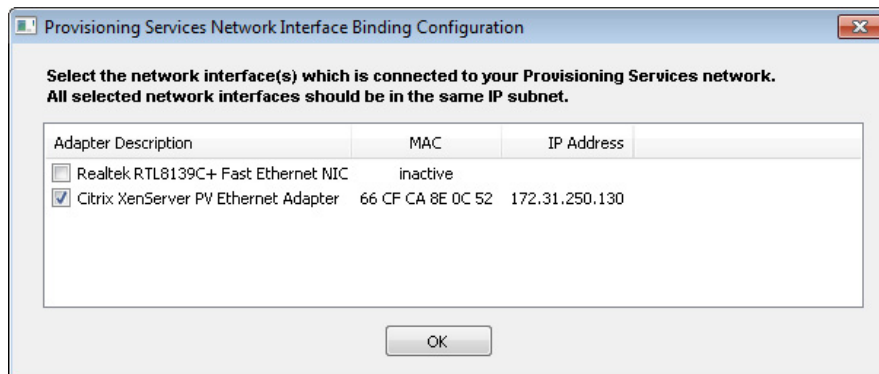 Provisioning Services Network Interface Binding Configuration
Select the network interface(s) which is connected to your Provisioning Services network.
All selected network interfaces should be in the same IP subnet.
Adapter Description MAC IP Address
Realtek RTL8139C+ Fast Ethernet NIC inactive
Citrix XenServer PV Ethernet Adapter 66 CF CA 8E 0C 52 172.31.250.130
OK